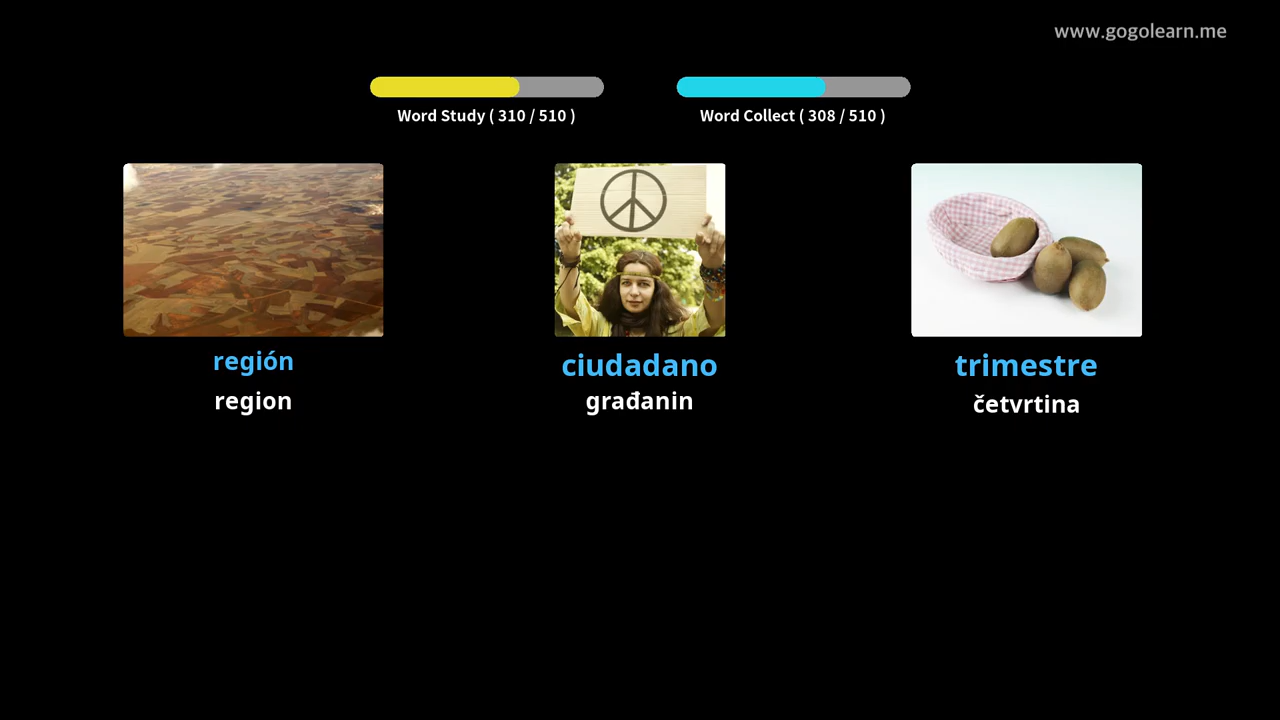 www.gogolearn.me
Word Study ( 310 / 510 )
Word Collect ( 308 / 510 )
región
region
ciudadano
građanin
trimestre
četvrtina